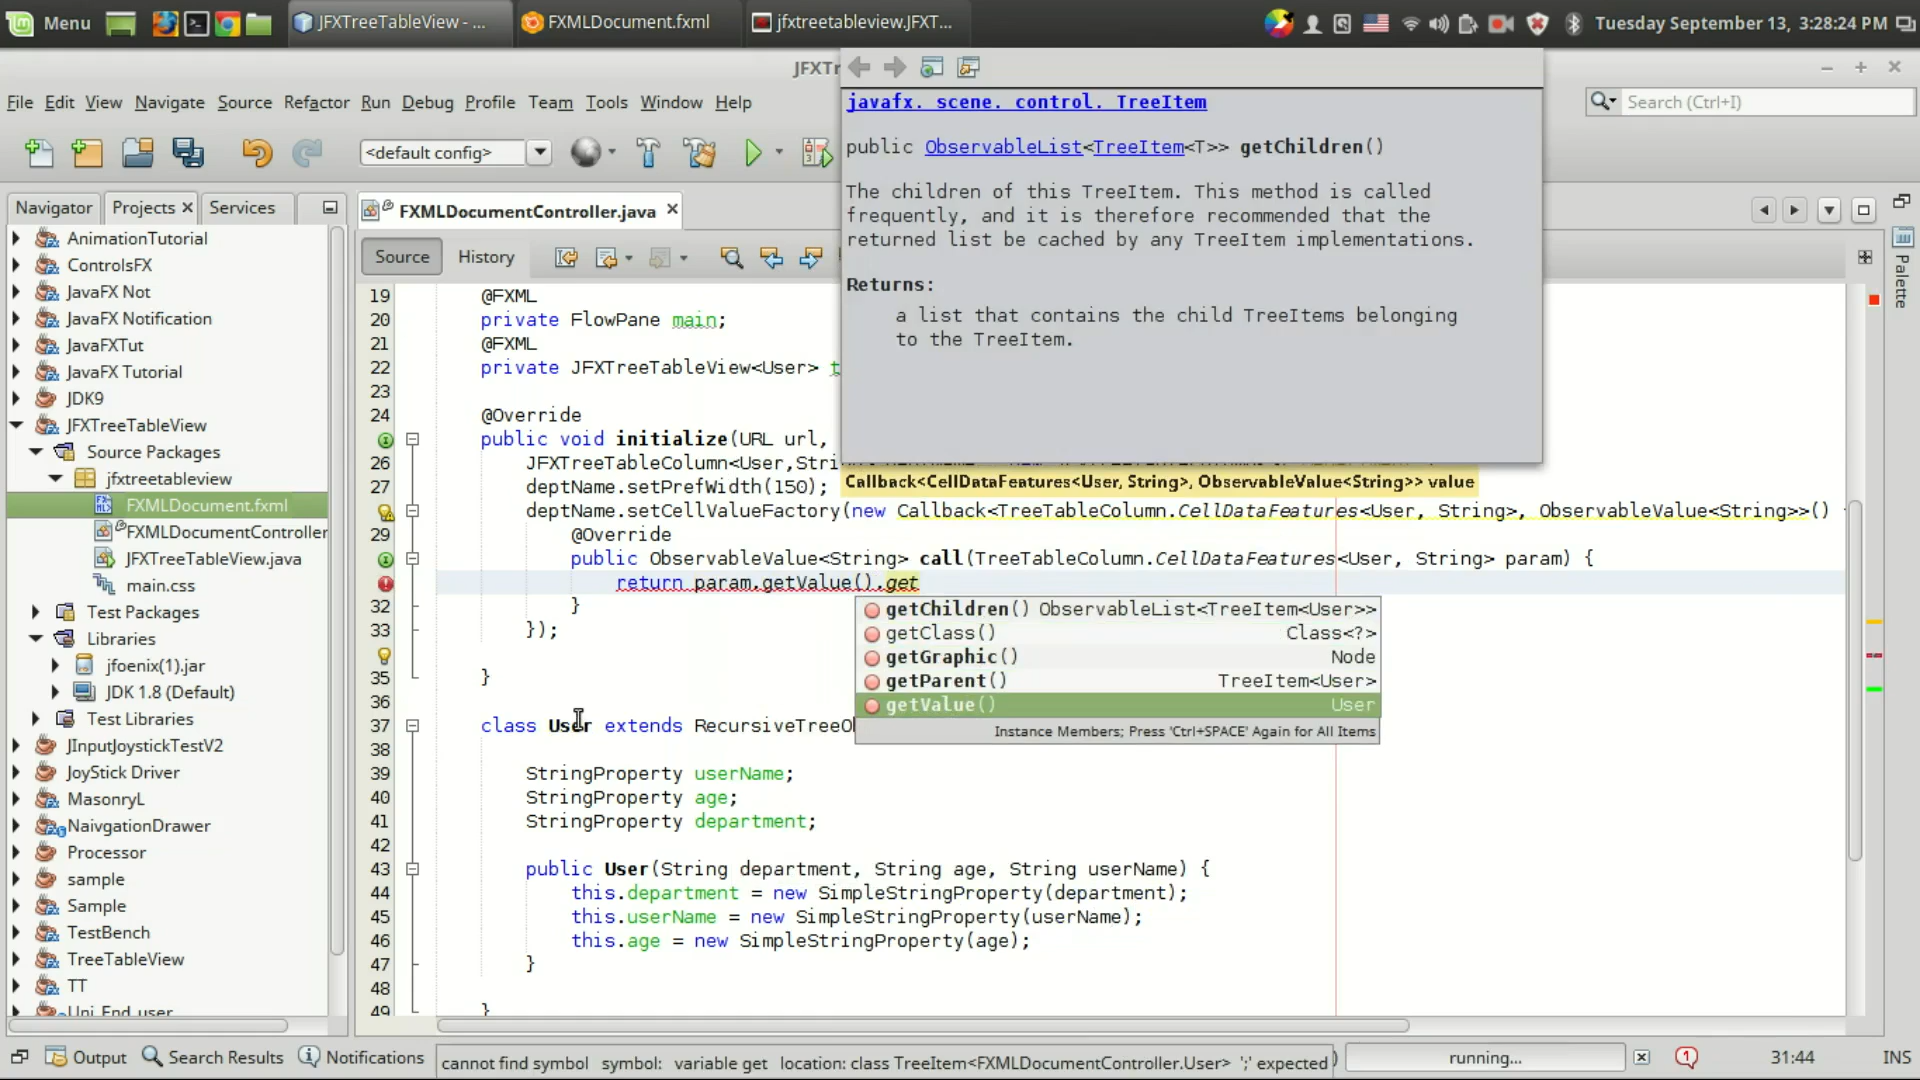 Menu
JFXTreeTableView - ...
FXMLDocument.fxml
jfxtreetableview.JFXT...
Tuesday September 13, 3:28:24 PM
JFXTr
File Edit View Navigate Source Refactor Run Debug Profile Team Tools Window Help
Search (Ctrl+I)
<default config>
Navigator Projects Services
FXMLDocumentController.java
Source History
Palette
AnimationTutorial
ControlsFX
JavaFX Not
JavaFX Notification
JavaFXTut
JavaFX Tutorial
JDK9
JFXTreeTableView
Source Packages
jfxtreetableview
FXMLDocument.fxml
FXMLDocumentController
JFXTreeTableView.java
main.css
Test Packages
Libraries
jfoenix(1).jar
JDK 1.8 (Default)
Test Libraries
JInputJoystickTestV2
JoyStick Driver
MasonryL
NaivgationDrawer
Processor
sample
Sample
TestBench
TreeTableView
TT
Uni End user
javafx. scene. control. TreeItem
public ObservableList<TreeItem<T>> getChildren()
The children of this TreeItem. This method is called
frequently, and it is therefore recommended that the
returned list be cached by any TreeItem implementations.
Returns:
a list that contains the child TreeItems belonging
to the TreeItem.
19 @FXML
20 private FlowPane main;
21 @FXML
22 private JFXTreeTableView<User> t
23
24 @Override
public void initialize(URL url,
26 JFXTreeTableColumn<User,Stri
27 deptName.setPrefWidth(150);
Callback<CellDataFeatures<User, String>, ObservableValue<String>> value
deptName.setCellValueFactory(new Callback<TreeTableColumn.CellDataFeatures<User, String>, ObservableValue<String>>()
29 @Override
public ObservableValue<String> call(TreeTableColumn.CellDataFeatures<User, String> param) {
return param.getValue().get
32 }
33 });
35 }
36
37 class User extends RecursiveTreeO
38
39 StringProperty userName;
40 StringProperty age;
41 StringProperty department;
42
43 public User(String department, String age, String userName) {
44 this.department = new SimpleStringProperty(department);
45 this.userName = new SimpleStringProperty(userName);
46 this.age = new SimpleStringProperty(age);
47 }
48
49 }
getChildren() ObservableList<TreeItem<User>>
getClass() Class<?>
getGraphic() Node
getParent() TreeItem<User>
getValue() User
Instance Members; Press 'Ctrl+SPACE' Again for All Items
Output Search Results Notifications
cannot find symbol symbol: variable get location: class TreeItem<FXMLDocumentController.User> ';' expected
running...
1
31:44
INS